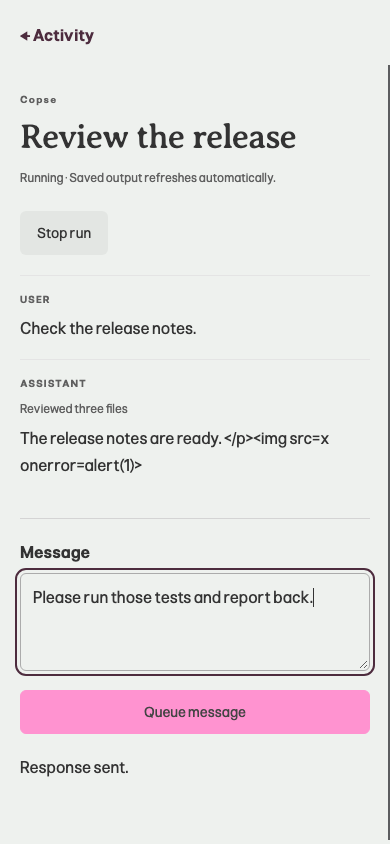 ← Activity
Copse
Review the release
Running · Saved output refreshes automatically.
Stop run
USER
Check the release notes.
ASSISTANT
Reviewed three files
The release notes are ready. </p><img src=x
onerror=alert(1)>
Message
Please run those tests and report back.
Queue message
Response sent.